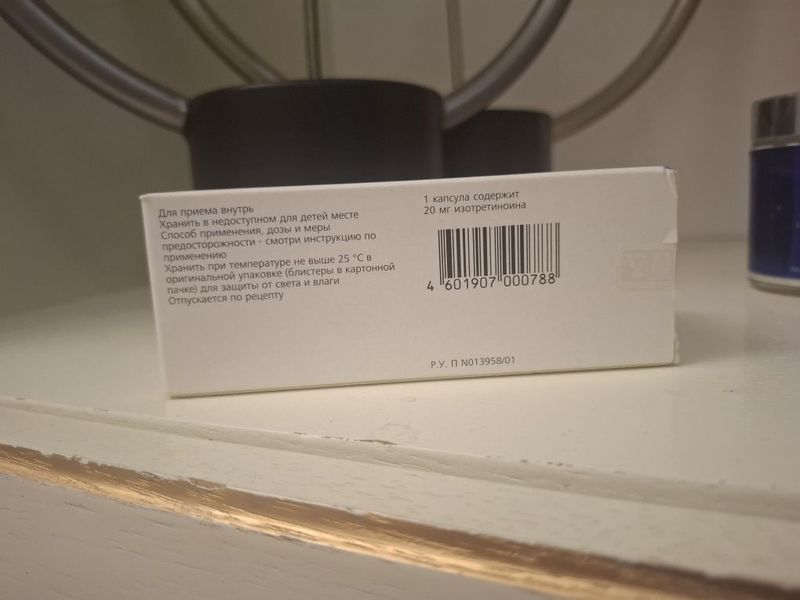 Для приема внутрь
Хранить в недоступном для детей месте
Способ применения, дозы и меры
предосторожности - смотри инструкцию по
применению
Хранить при температуре не выше 25 °C в
оригинальной упаковке (блистеры в картонной
пачке) для защиты от света и влаги
Отпускается по рецепту
1 капсула содержит
20 мг изотретиноина
4 601907 000788
Р.У. П N013958/01